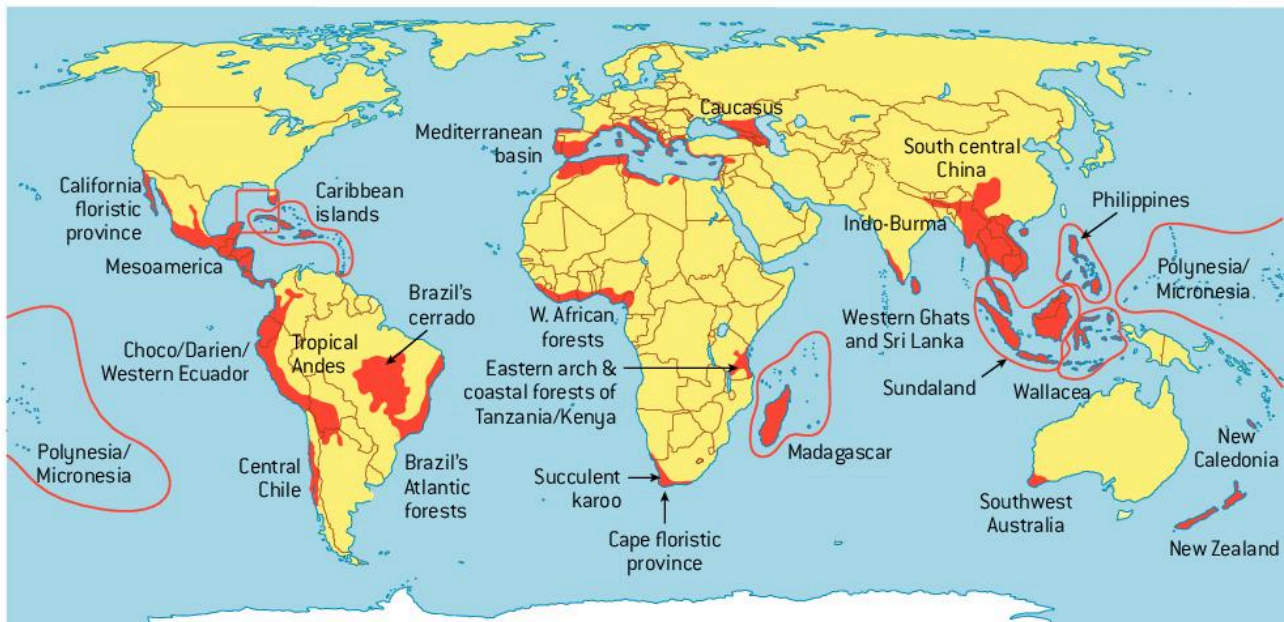 Caucasus
Mediterranean
basin
South central
China
California
floristic
province
Caribbean
islands
Philippines
Indo-Burma
Mesoamerica
Brazil's
cerrado
Polynesia/
Micronesia
W. African
forests
Western Ghats
and Sri Lanka
Choco/Darien/
Western Ecuador
Tropical
Andes
Eastern arch &
coastal forests of
Tanzania/Kenya
Sundaland
Wallacea
Polynesia/
Micronesia
Central
Chile
Brazil's
Atlantic
forests
Madagascar
New
Caledonia
Succulent
karoo
Southwest
Australia
Cape floristic
province
New Zealand